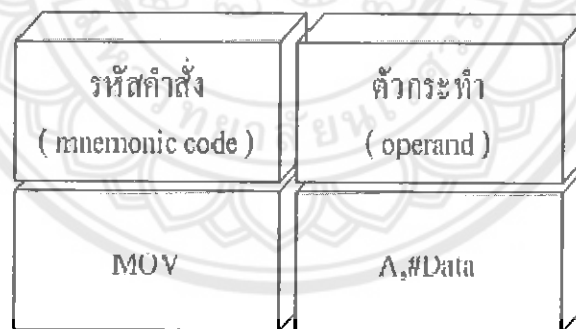 รหัสคำสั่ง
( mnemonic code )
ตัวกระทำ
( operand )
MOV
A,#Data